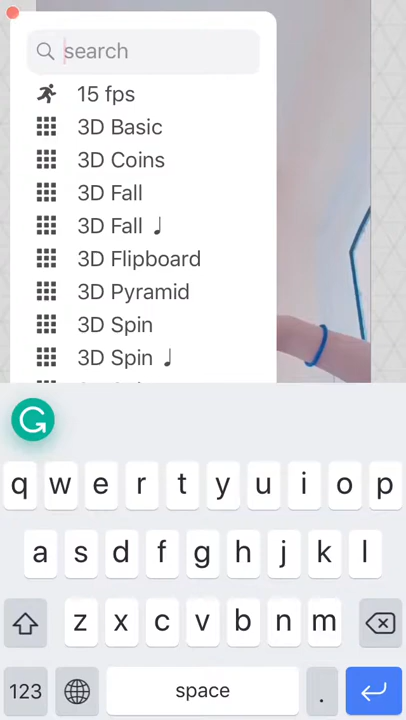 search
15 fps
3D Basic
3D Coins
3D Fall
3D Fall ♩
3D Flipboard
3D Pyramid
3D Spin
3D Spin ♩
q w e r t y u i o p
a s d f g h j k l
z x c v b n m
123 space .